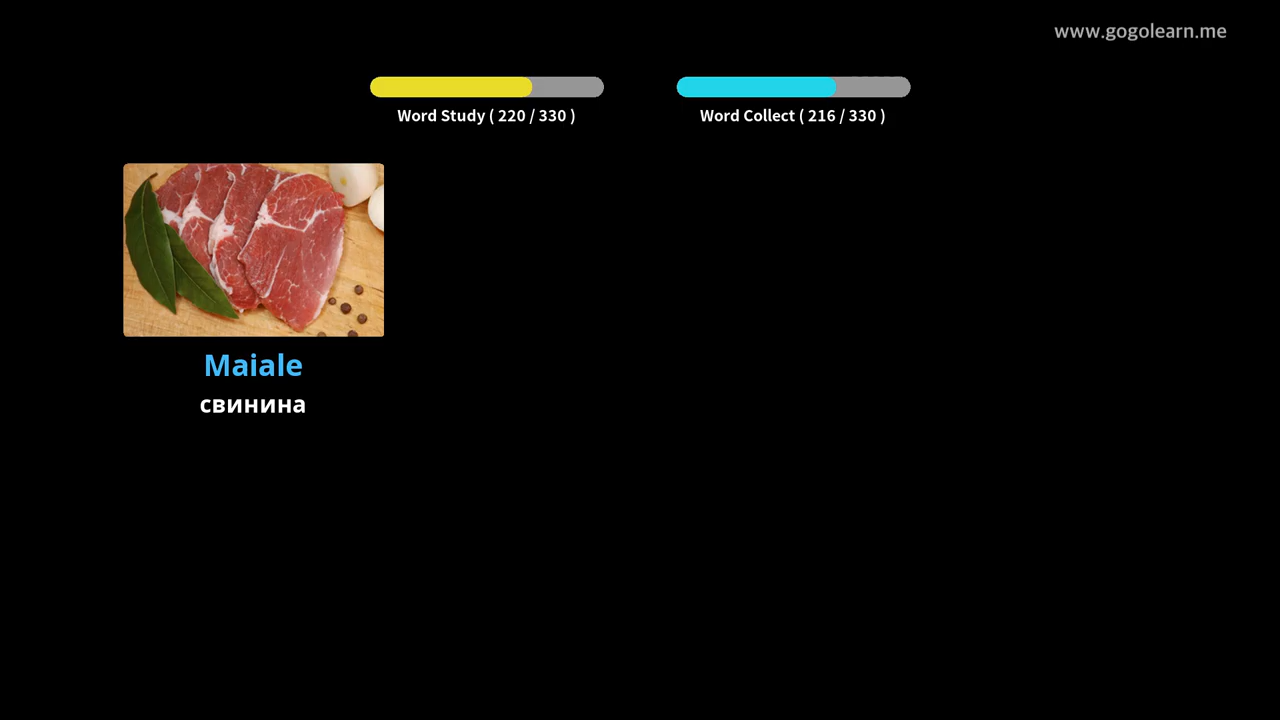 www.gogolearn.me
Word Study ( 220 / 330 )
Word Collect ( 216 / 330 )
Maiale
свинина